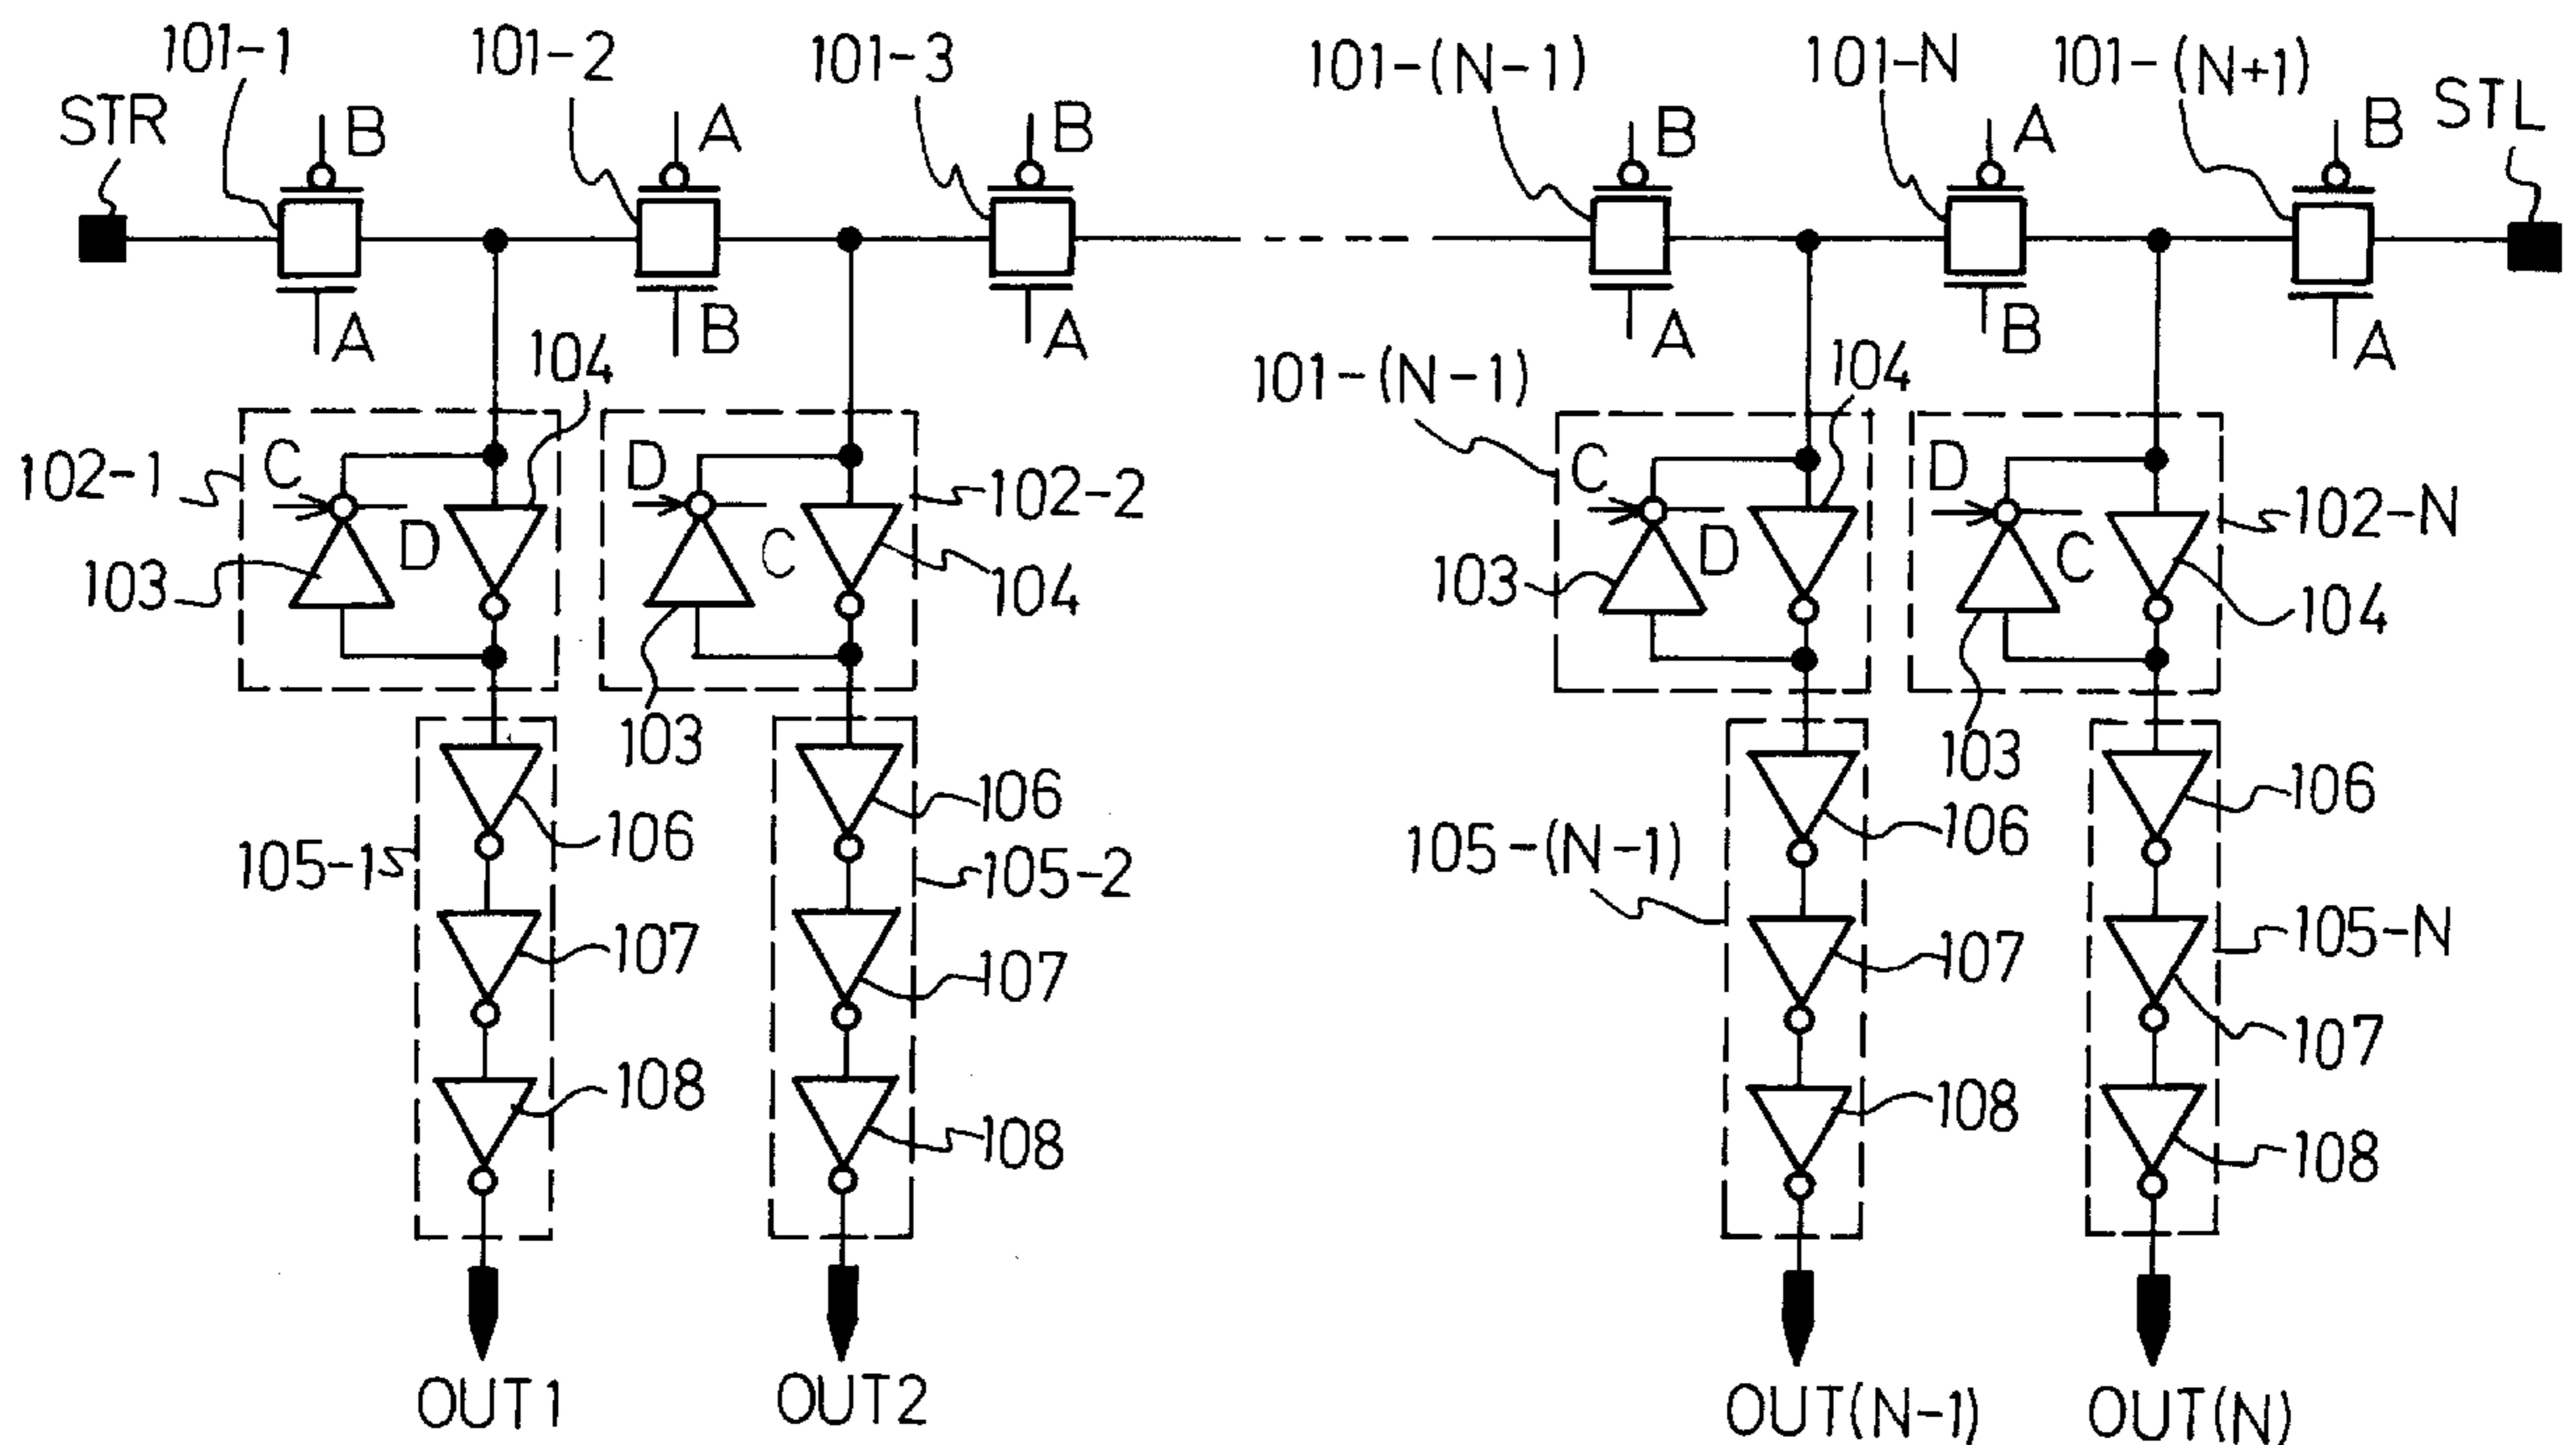 101-1
101-2
101-3
101-(N-1)
101-N
101-(N+1)
STR
B
A
B
B
A
B
STL
A
B
A
A
B
A
104
101-(N-1)
104
102-1
C
D
102-2
C
D
102-N
103
D
C
104
103
D
C
104
103
103
106
106
106
106
105-1
105-2
105-(N-1)
105-N
107
107
107
107
108
108
108
108
OUT1
OUT2
OUT(N-1)
OUT(N)